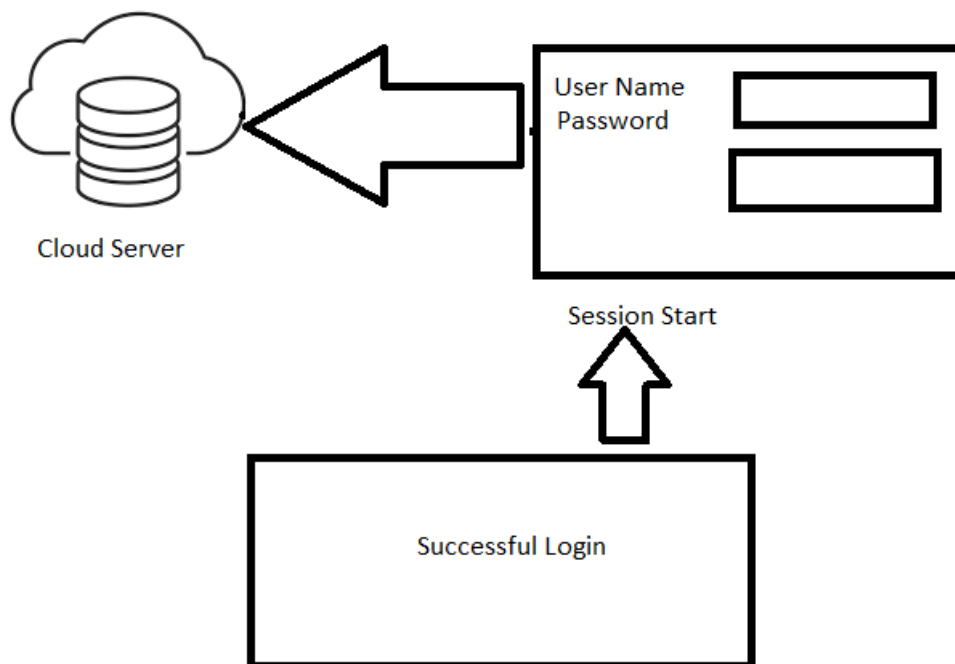 User Name
Password
Cloud Server
Session Start
Successful Login